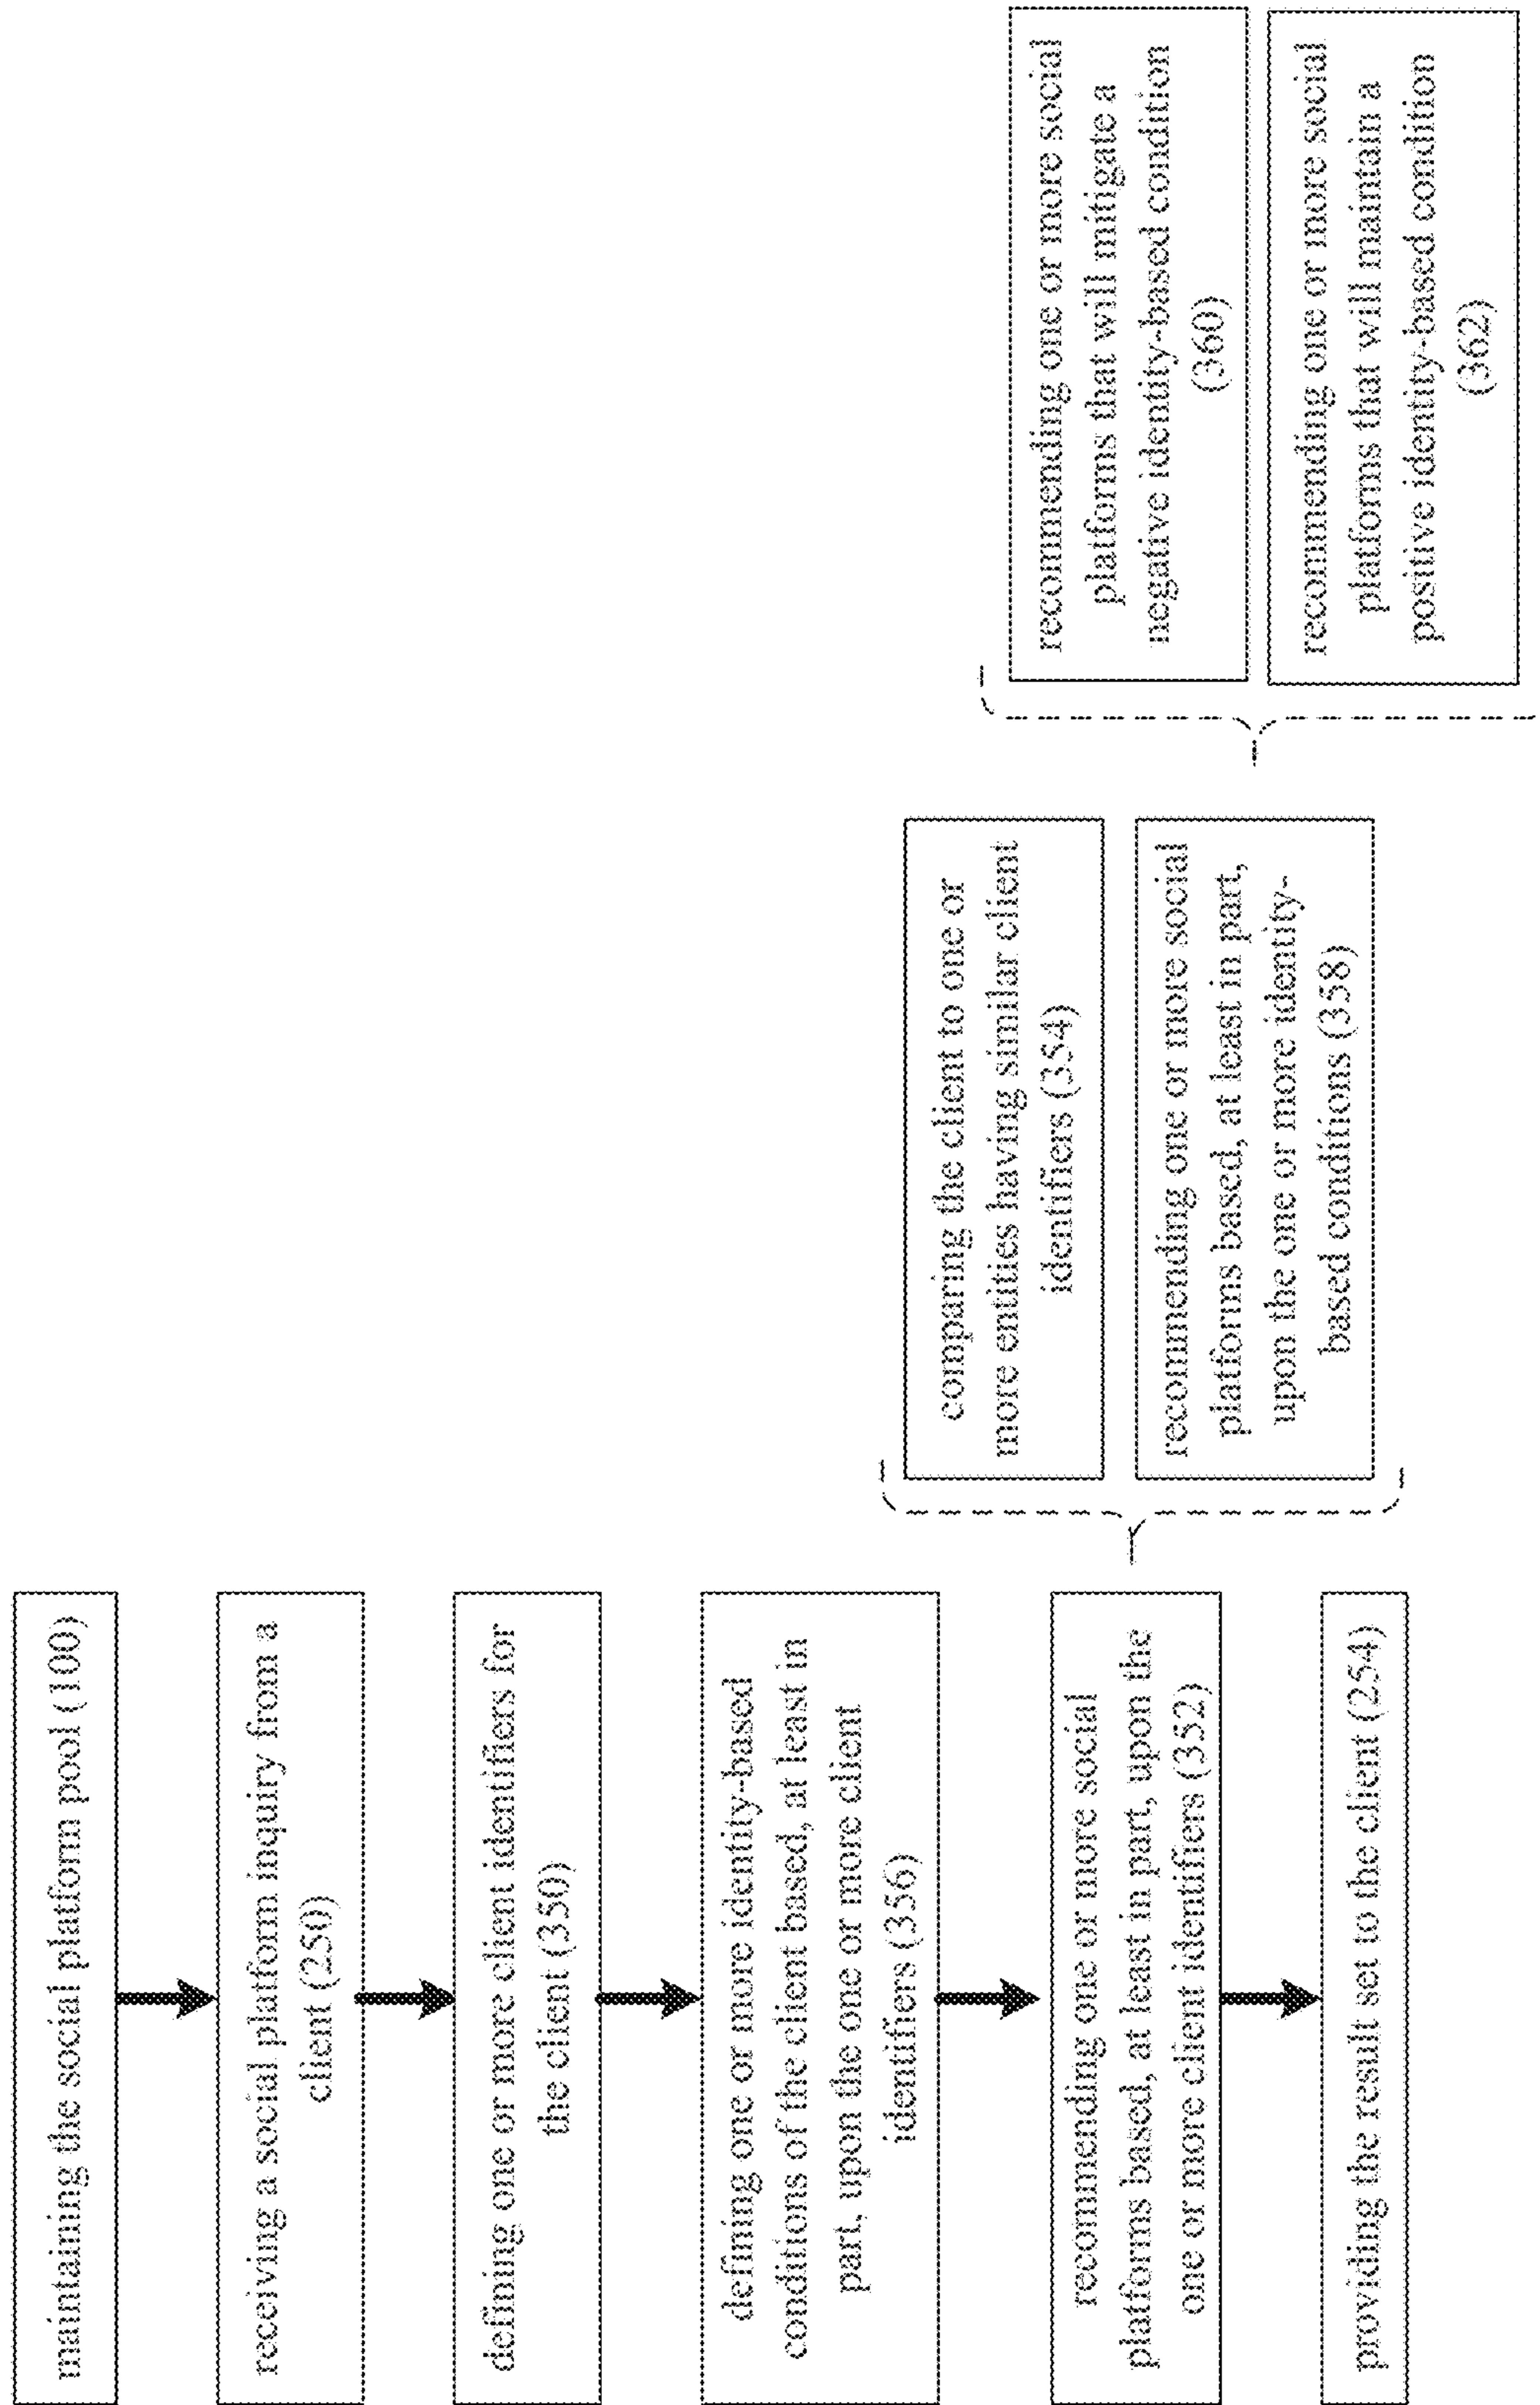 maintaining the social platform pool (100)
receiving a social platform inquiry from a
client (250)
defining one or more client identifiers for
the client (350)
defining one or more identity-based
conditions of the client based, at least in
part, upon the one or more client
identifiers (356)
recommending one or more social
platforms based, at least in part, upon the
one or more client identifiers (352)
providing the result set to the client (254)
comparing the client to one or
more entities having similar client
identifiers (354)
recommending one or more social
platforms based, at least in part,
upon the one or more identity-
based conditions (358)
recommending one or more social
platforms that will mitigate a
negative identity-based condition
(360)
recommending one or more social
platforms that will maintain a
positive identity-based condition
(362)